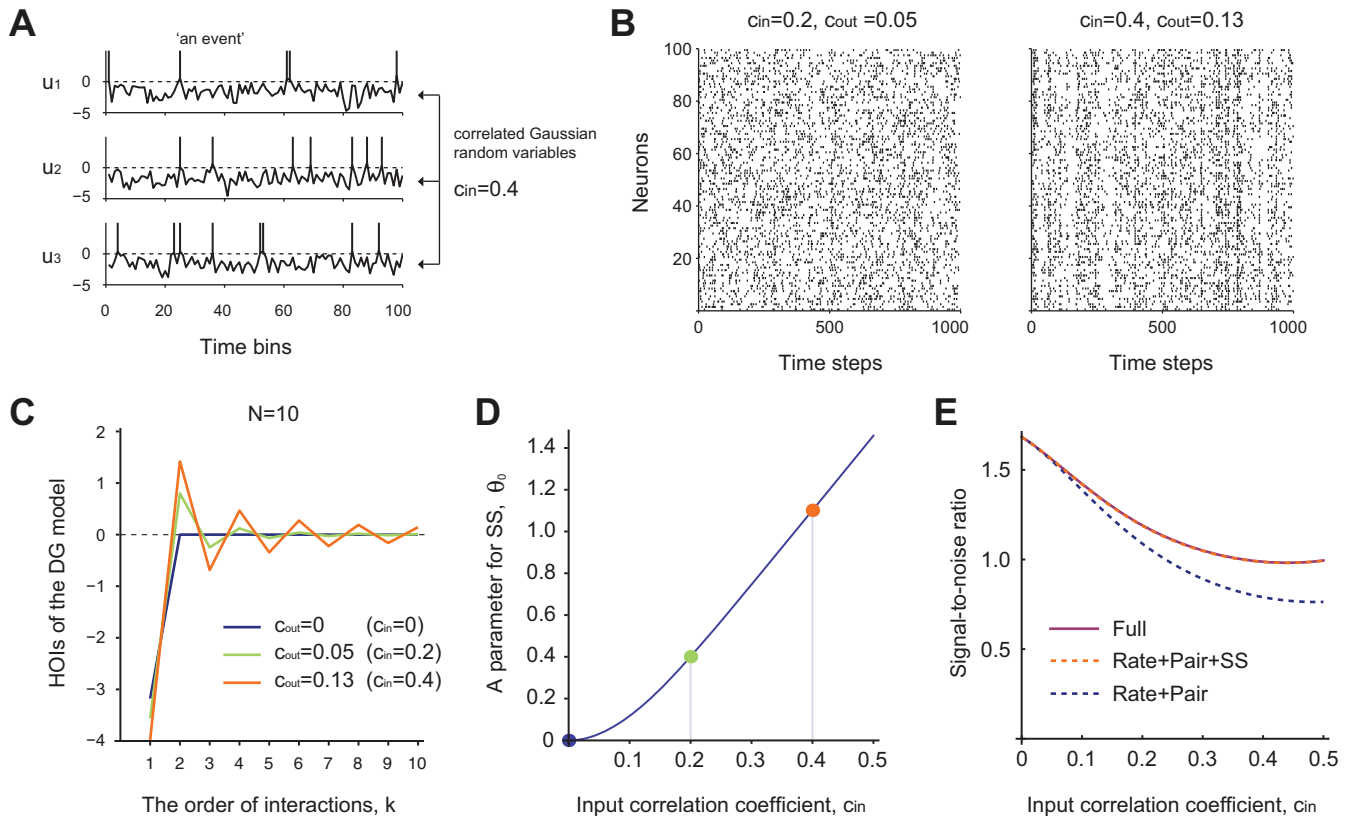 A
'an event'
u1
0
−5
u2
0
−5
u3
0
−5
0 20 40 60 80 100
Time bins
correlated Gaussian
random variables
cin=0.4
B
cin=0.2, cout =0.05
cin=0.4, cout=0.13
Neurons
100
80
60
40
20
0 500 1000
Time steps
0 500 1000
Time steps
C
N=10
HOIs of the DG model
2
1
0
−1
−2
−3
−4
cout=0 (cin=0)
cout=0.05 (cin=0.2)
cout=0.13 (cin=0.4)
1 2 3 4 5 6 7 8 9 10
The order of interactions, k
D
A parameter for SS, θ0
1.4
1.2
1.0
0.8
0.6
0.4
0.2
0
0.1 0.2 0.3 0.4 0.5
Input correlation coefficient, cin
E
Signal-to-noise ratio
1.5
1.0
0.5
Full
Rate+Pair+SS
Rate+Pair
0 0.1 0.2 0.3 0.4 0.5
Input correlation coefficient, cin